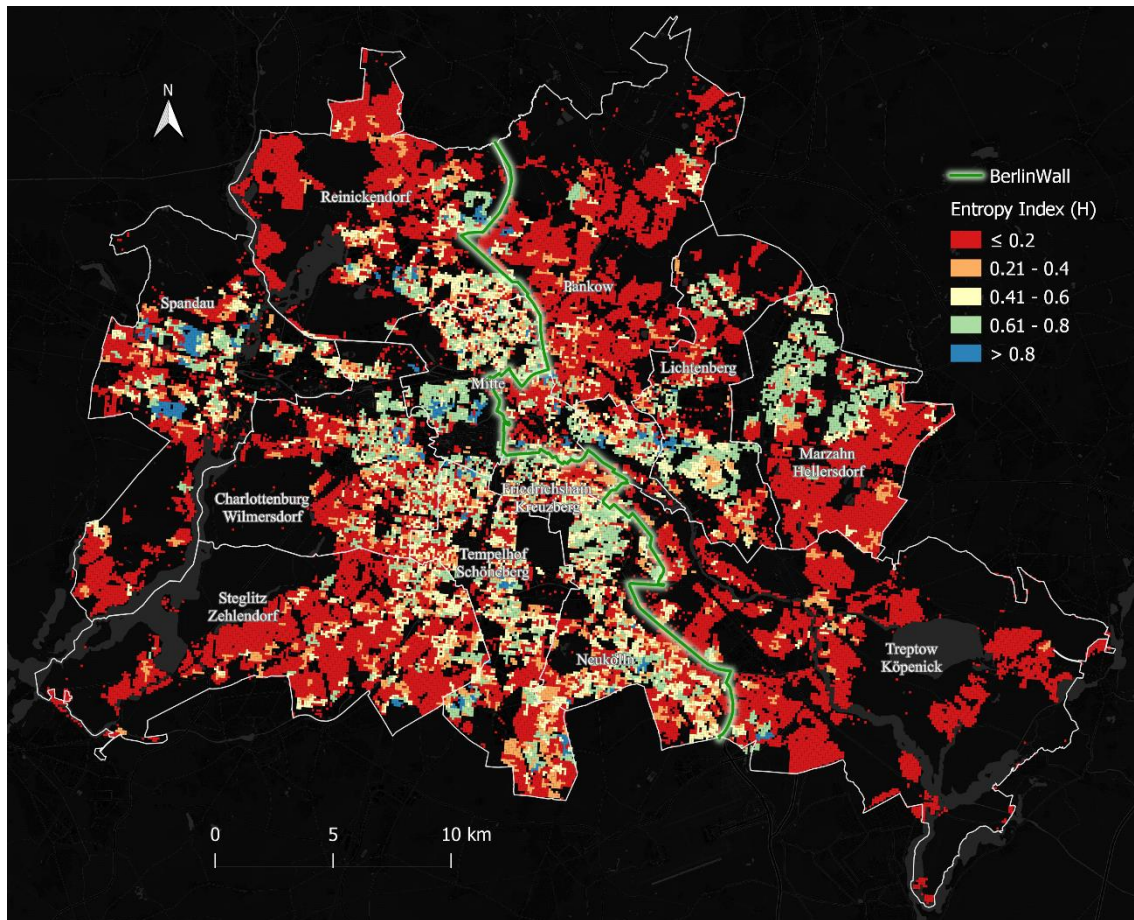 N
BerlinWall
Entropy Index (H)
≤ 0.2
0.21 - 0.4
0.41 - 0.6
0.61 - 0.8
> 0.8
Reinickendorf
Pankow
Spandau
Lichtenberg
Mitte
Marzahn
Hellersdorf
Charlottenburg
Wilmersdorf
Friedrichshain
Kreuzberg
Tempelhof
Schöneberg
Steglitz
Zehlendorf
Neukölln
Treptow
Köpenick
0 5 10 km